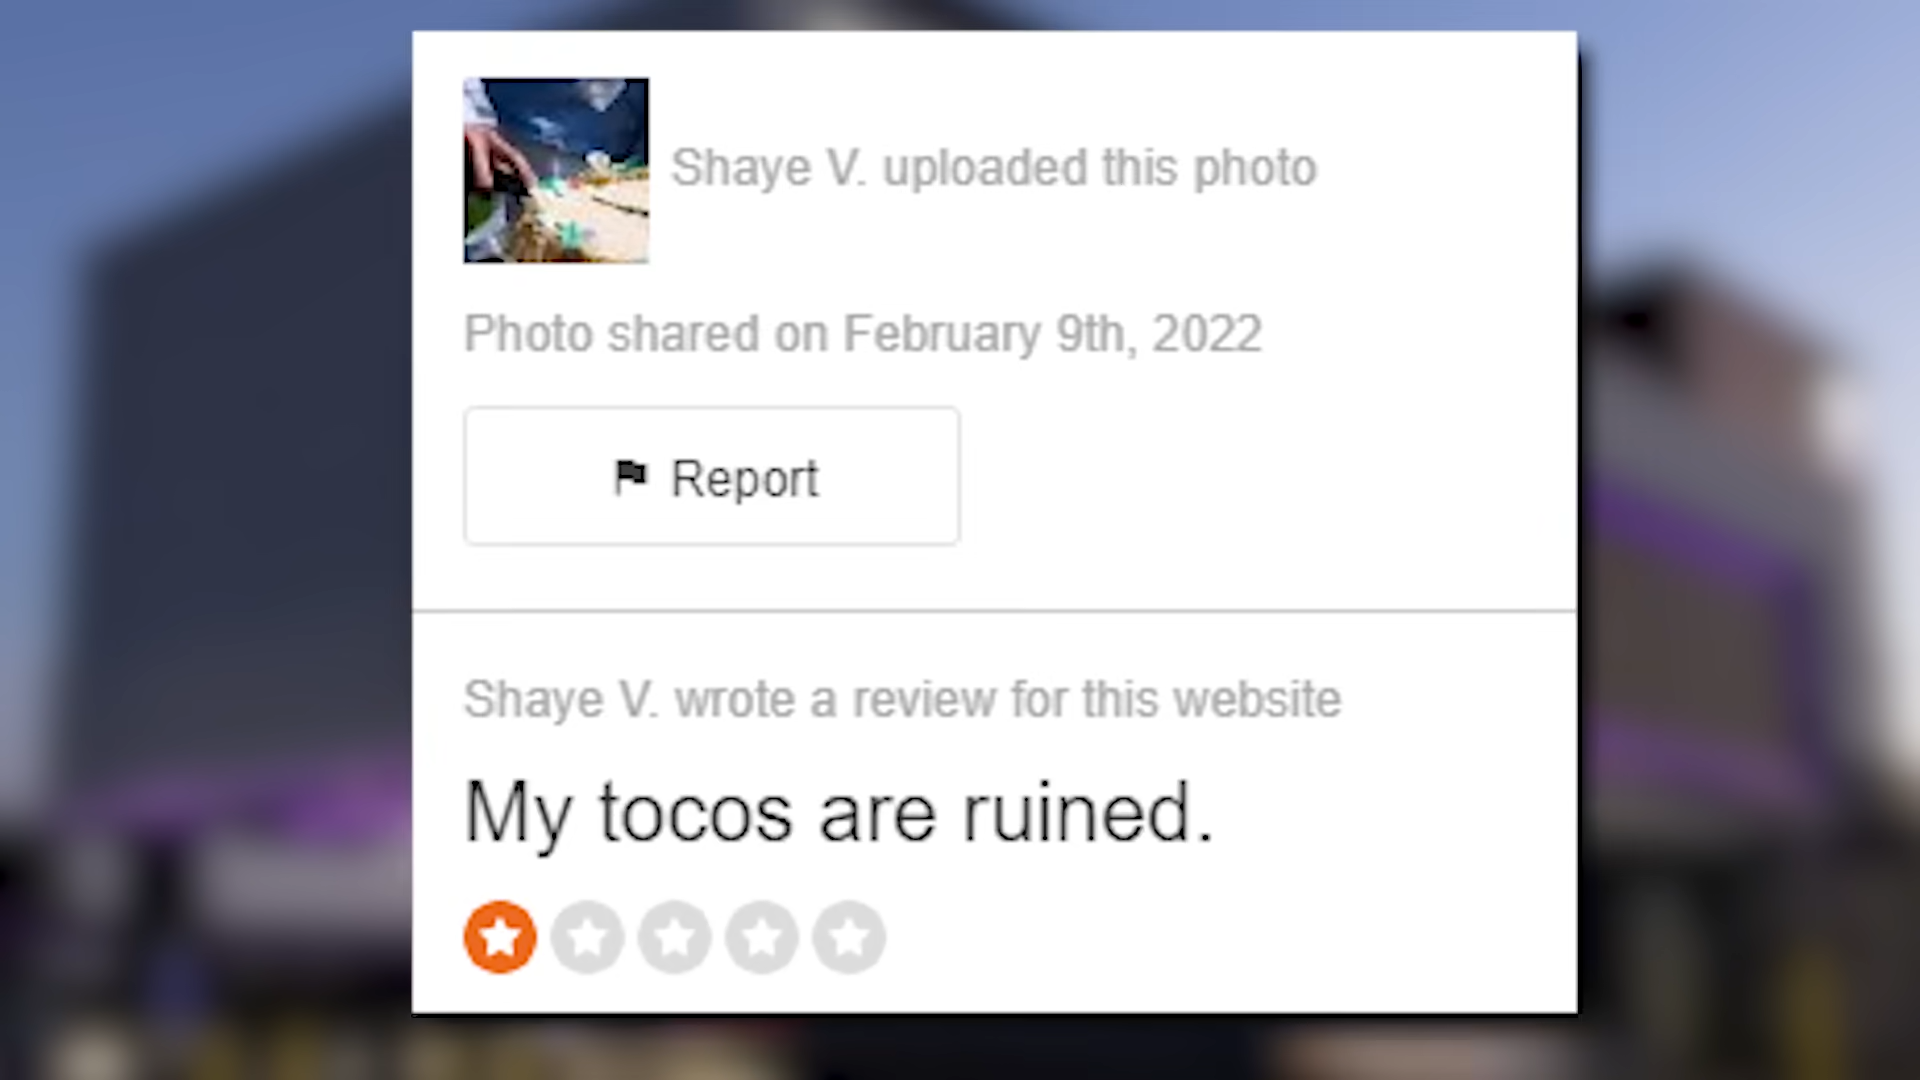 Shaye V. uploaded this photo
Photo shared on February 9th, 2022
Report
Shaye V. wrote a review for this website
My tocos are ruined.